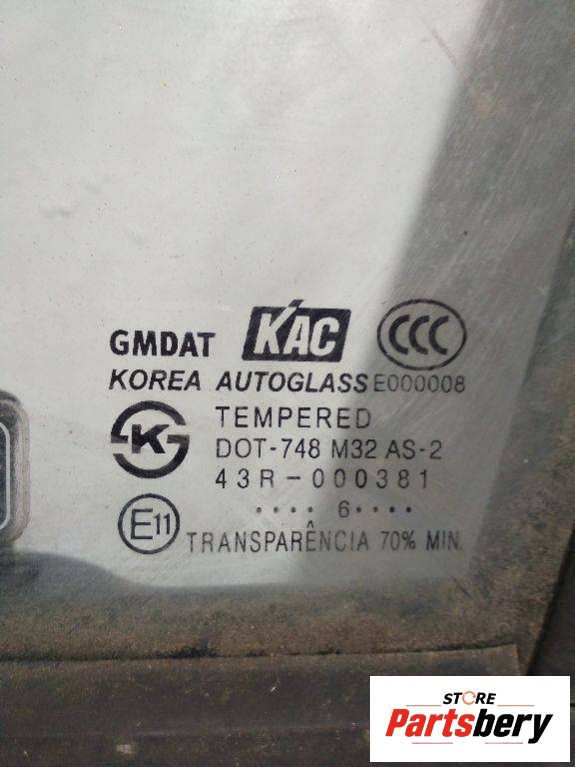 GMDAT KAC CCC
KOREA AUTOGLASS E000008
TEMPERED
K
DOT-748 M32 AS-2
43R-000381
.... 6....
E11
TRANSPARÊNCIA 70% MIN.
STORE
Partsbery